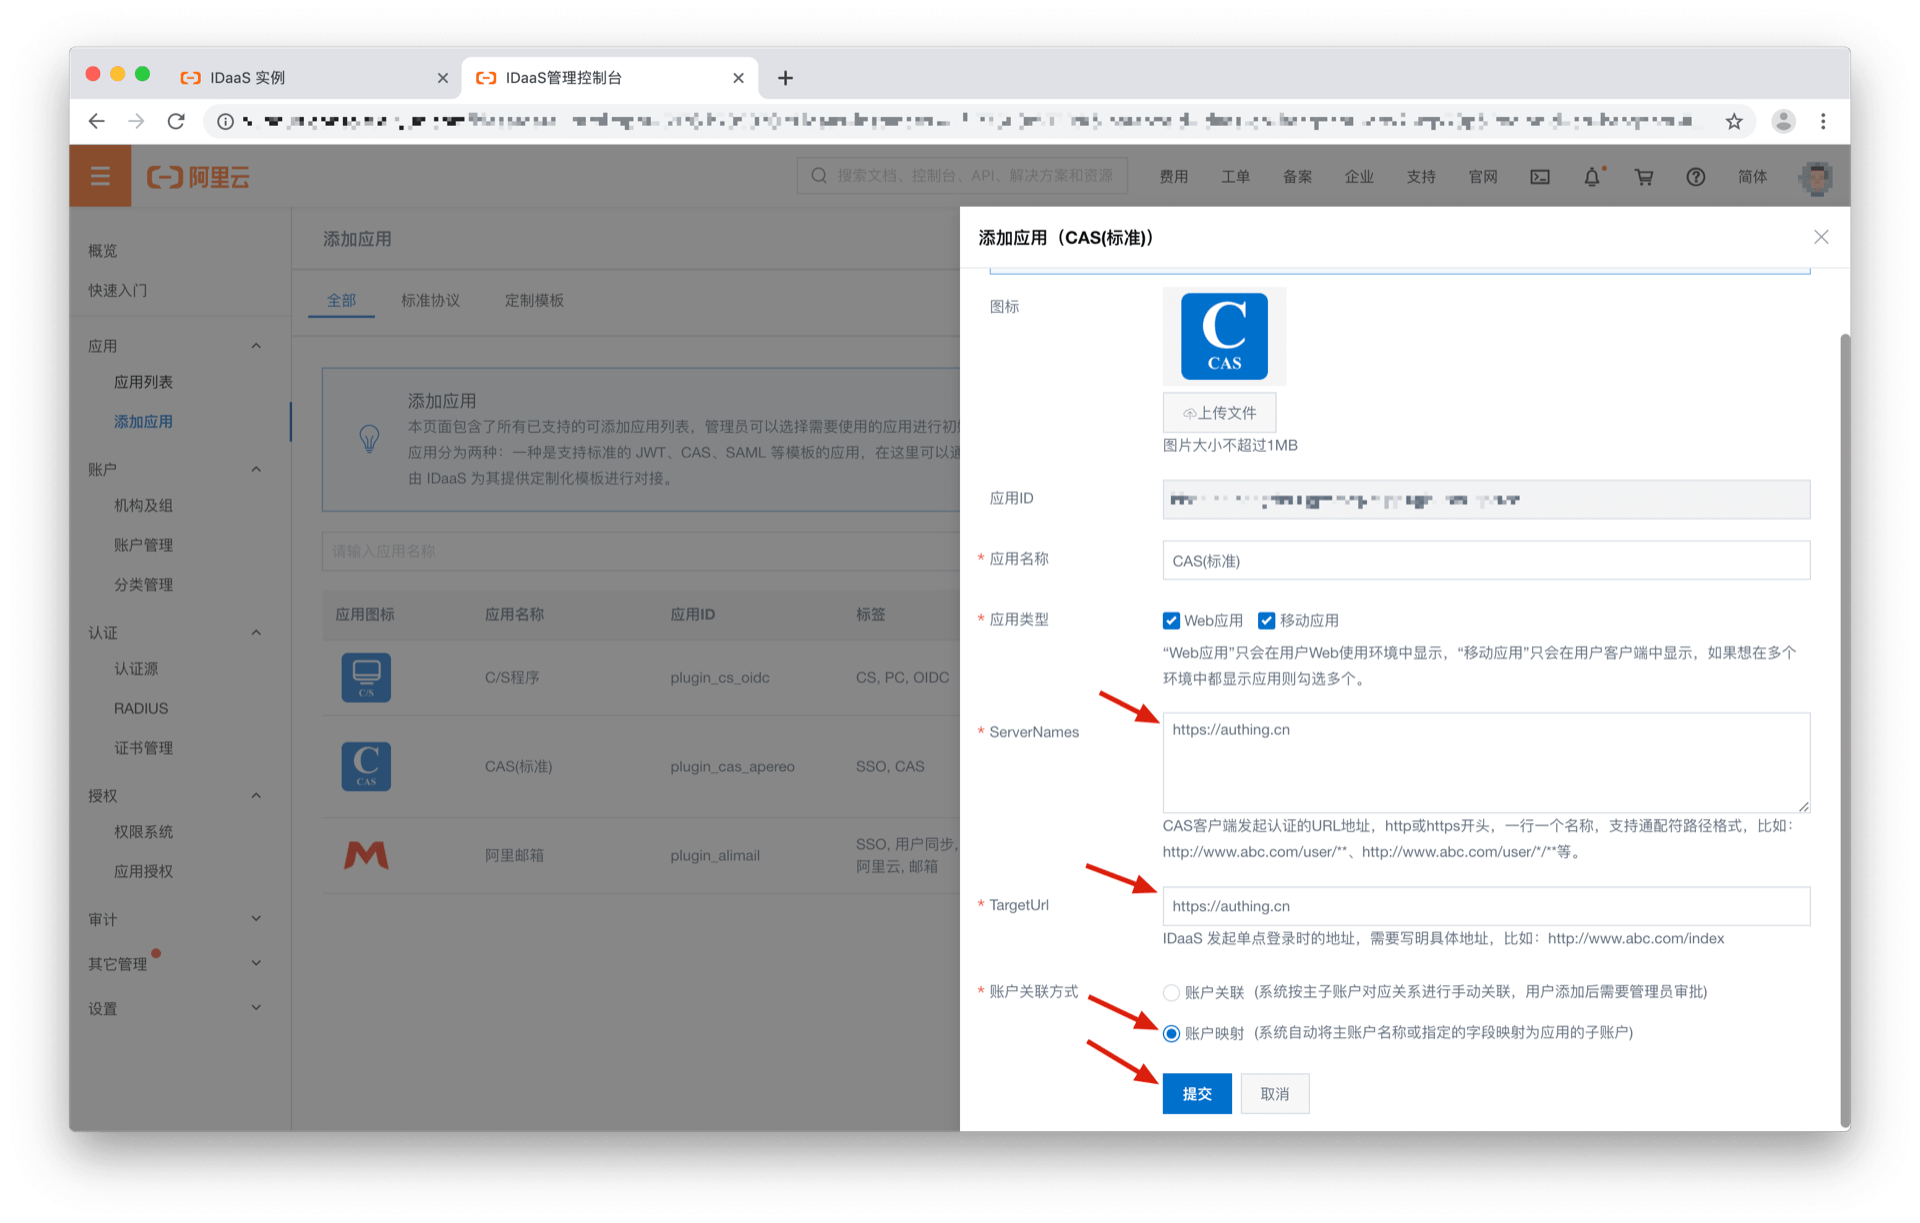 IDaaS 实例
IDaaS管理控制台
阿里云
搜索文档、控制台、API、解决方案和资源
费用
工单
备案
企业
支持
官网
简体
概览
快速入门
应用
应用列表
添加应用
账户
机构及组
账户管理
分类管理
认证
认证源
RADIUS
证书管理
授权
权限系统
应用授权
审计
其它管理
设置
添加应用
全部
标准协议
定制模板
添加应用
本页面包含了所有已支持的可添加应用列表，管理员可以选择需要使用的应用进行初
应用分为两种：一种是支持标准的 JWT、CAS、SAML 等模板的应用，在这里可以通
由 IDaaS 为其提供定制化模板进行对接。
请输入应用名称
应用图标 应用名称 应用ID 标签
C/S C/S程序 plugin_cs_oidc CS, PC, OIDC
C CAS CAS(标准) plugin_cas_apereo SSO, CAS
阿里邮箱 plugin_alimail SSO, 用户同步,
阿里云, 邮箱
添加应用（CAS(标准)）
图标
C
CAS
上传文件
图片大小不超过1MB
应用ID
* 应用名称
CAS(标准)
* 应用类型
Web应用 移动应用
“Web应用”只会在用户Web使用环境中显示，“移动应用”只会在用户客户端中显示，如果想在多个
环境中都显示应用则勾选多个。
* ServerNames
https://authing.cn
CAS客户端发起认证的URL地址，http或https开头，一行一个名称，支持通配符路径格式，比如：
http://www.abc.com/user/**、http://www.abc.com/user/*/**等。
* TargetUrl
https://authing.cn
IDaaS 发起单点登录时的地址，需要写明具体地址，比如：http://www.abc.com/index
* 账户关联方式
账户关联 (系统按主子账户对应关系进行手动关联，用户添加后需要管理员审批)
账户映射 (系统自动将主账户名称或指定的字段映射为应用的子账户)
提交
取消